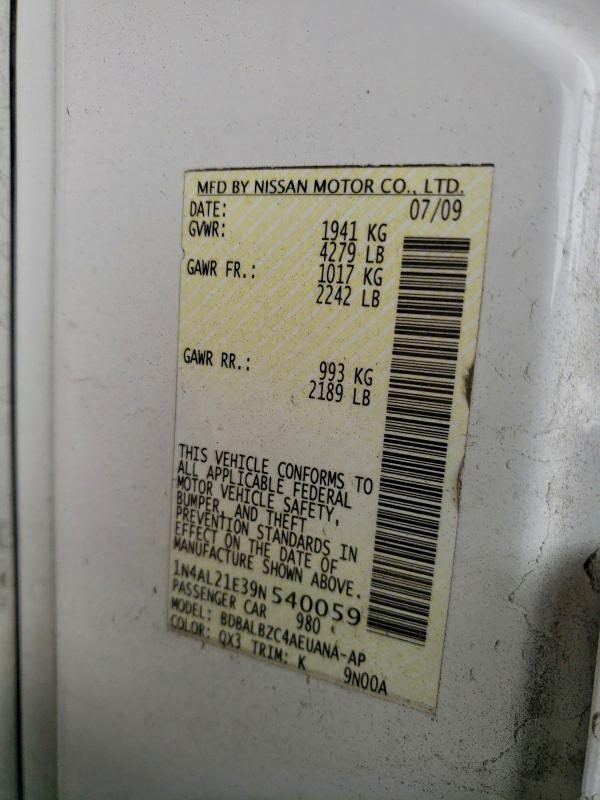 MFD BY NISSAN MOTOR CO., LTD.
DATE: 07/09
GVWR: 1941 KG
4279 LB
GAWR FR.: 1017 KG
2242 LB
GAWR RR.: 993 KG
2189 LB
THIS VEHICLE CONFORMS TO
ALL APPLICABLE FEDERAL
MOTOR VEHICLE SAFETY,
BUMPER, AND THEFT
PREVENTION STANDARDS IN
EFFECT ON THE DATE OF
MANUFACTURE SHOWN ABOVE.
1N4AL21E39N540059
PASSENGER CAR 980
MODEL: BDBALBZC4AEUANA-AP
COLOR: QX3 TRIM: K 9N00A